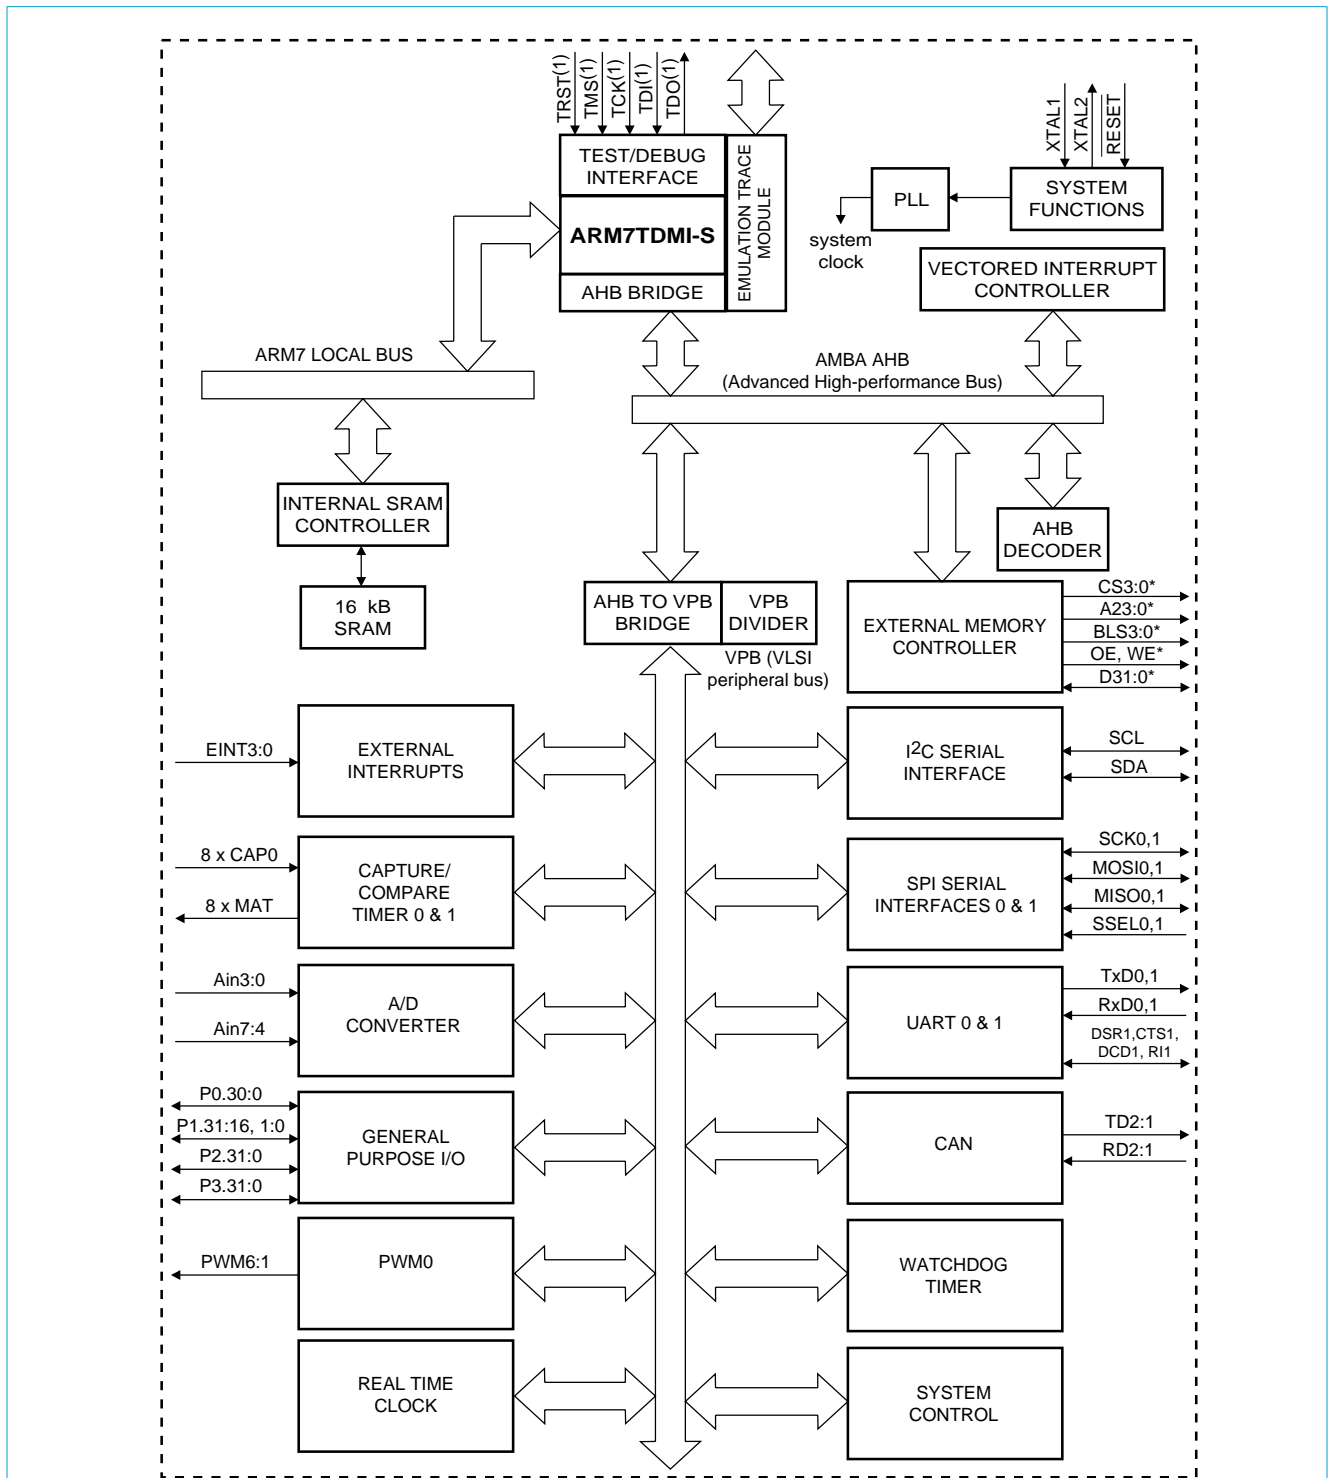 TRST(1)
TMS(1)
TCK(1)
TDI(1)
TDO(1)
XTAL1
XTAL2
RESET
TEST/DEBUG
INTERFACE
EMULATION TRACE
MODULE
PLL
SYSTEM
FUNCTIONS
ARM7TDMI-S
system
clock
AHB BRIDGE
VECTORED INTERRUPT
CONTROLLER
ARM7 LOCAL BUS
AMBA AHB
(Advanced High-performance Bus)
INTERNAL SRAM
CONTROLLER
AHB
DECODER
16 kB
SRAM
AHB TO VPB
BRIDGE
VPB
DIVIDER
VPB (VLSI
peripheral bus)
EXTERNAL MEMORY
CONTROLLER
CS3:0*
A23:0*
BLS3:0*
OE, WE*
D31:0*
EINT3:0
EXTERNAL
INTERRUPTS
I2C SERIAL
INTERFACE
SCL
SDA
8 x CAP0
8 x MAT
CAPTURE/
COMPARE
TIMER 0 & 1
SPI SERIAL
INTERFACES 0 & 1
SCK0,1
MOSI0,1
MISO0,1
SSEL0,1
Ain3:0
Ain7:4
A/D
CONVERTER
UART 0 & 1
TxD0,1
RxD0,1
DSR1,CTS1,
DCD1, RI1
P0.30:0
P1.31:16, 1:0
P2.31:0
P3.31:0
GENERAL
PURPOSE I/O
CAN
TD2:1
RD2:1
PWM6:1
PWM0
WATCHDOG
TIMER
REAL TIME
CLOCK
SYSTEM
CONTROL